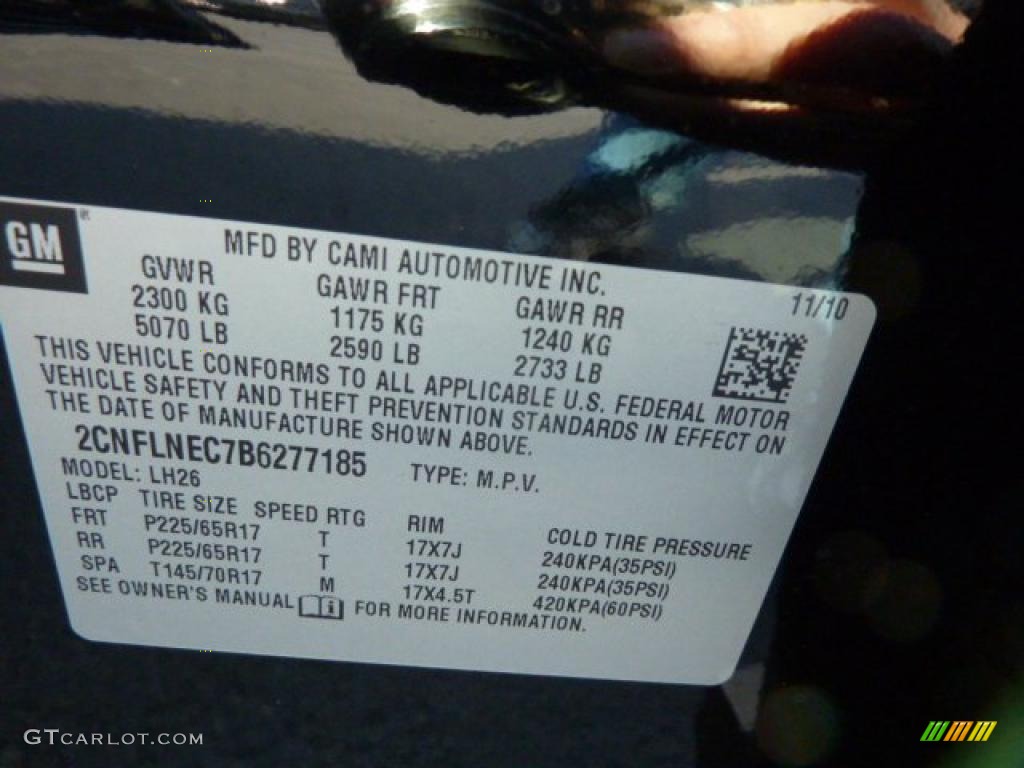 GM
MFD BY CAMI AUTOMOTIVE INC.
11/10
GVWR GAWR FRT GAWR RR
2300 KG 1175 KG 1240 KG
5070 LB 2590 LB 2733 LB
THIS VEHICLE CONFORMS TO ALL APPLICABLE U.S. FEDERAL MOTOR
VEHICLE SAFETY AND THEFT PREVENTION STANDARDS IN EFFECT ON
THE DATE OF MANUFACTURE SHOWN ABOVE.
2CNFLNEC7B6277185 TYPE: M.P.V.
MODEL: LH26
LBCP TIRE SIZE SPEED RTG RIM COLD TIRE PRESSURE
FRT P225/65R17 T 17X7J 240KPA(35PSI)
RR P225/65R17 T 17X7J 240KPA(35PSI)
SPA T145/70R17 M 17X4.5T 420KPA(60PSI)
SEE OWNER'S MANUAL FOR MORE INFORMATION.
GTCARLOT.COM